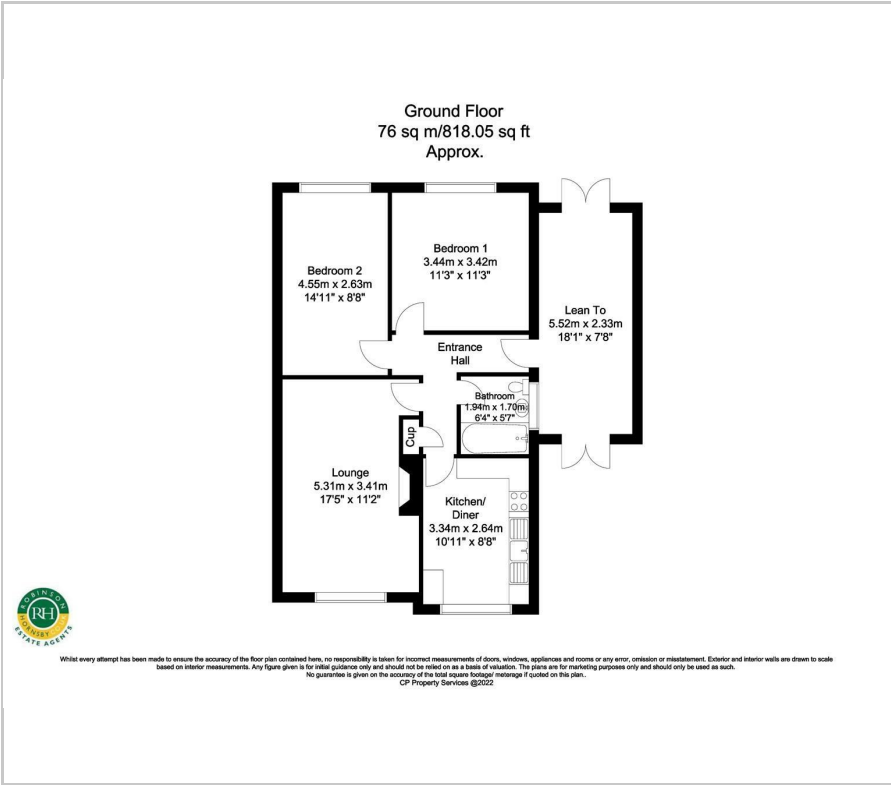 Ground Floor
76 sq m/818.05 sq ft
Approx.
Bedroom 2
4.55m x 2.63m
14'11" x 8'8"
Bedroom 1
3.44m x 3.42m
11'3" x 11'3"
Lean To
5.52m x 2.33m
18'1" x 7'8"
Entrance
Hall
Bathroom
1.94m x 1.70m
6'4" x 5'7"
Cup
Lounge
5.31m x 3.41m
17'5" x 11'2"
Kitchen/
Diner
3.34m x 2.64m
10'11" x 8'8"
ROBINSON
RH
HORNSBY
ESTATE AGENTS
Whilst every attempt has been made to ensure the accuracy of the floor plan contained here, no responsibility is taken for incorrect measurements of doors, windows, appliances and rooms or any error, omission or misstatement. Exterior and interior walls are drawn to scale
based on interior measurements. Any figure given is for initial guidance only and should not be relied on as a basis of valuation. The plans are for marketing purposes only and should only be used as such.
No guarantee is given on the accuracy of the total square footage/ meterage if quoted on this plan..
CP Property Services @2022